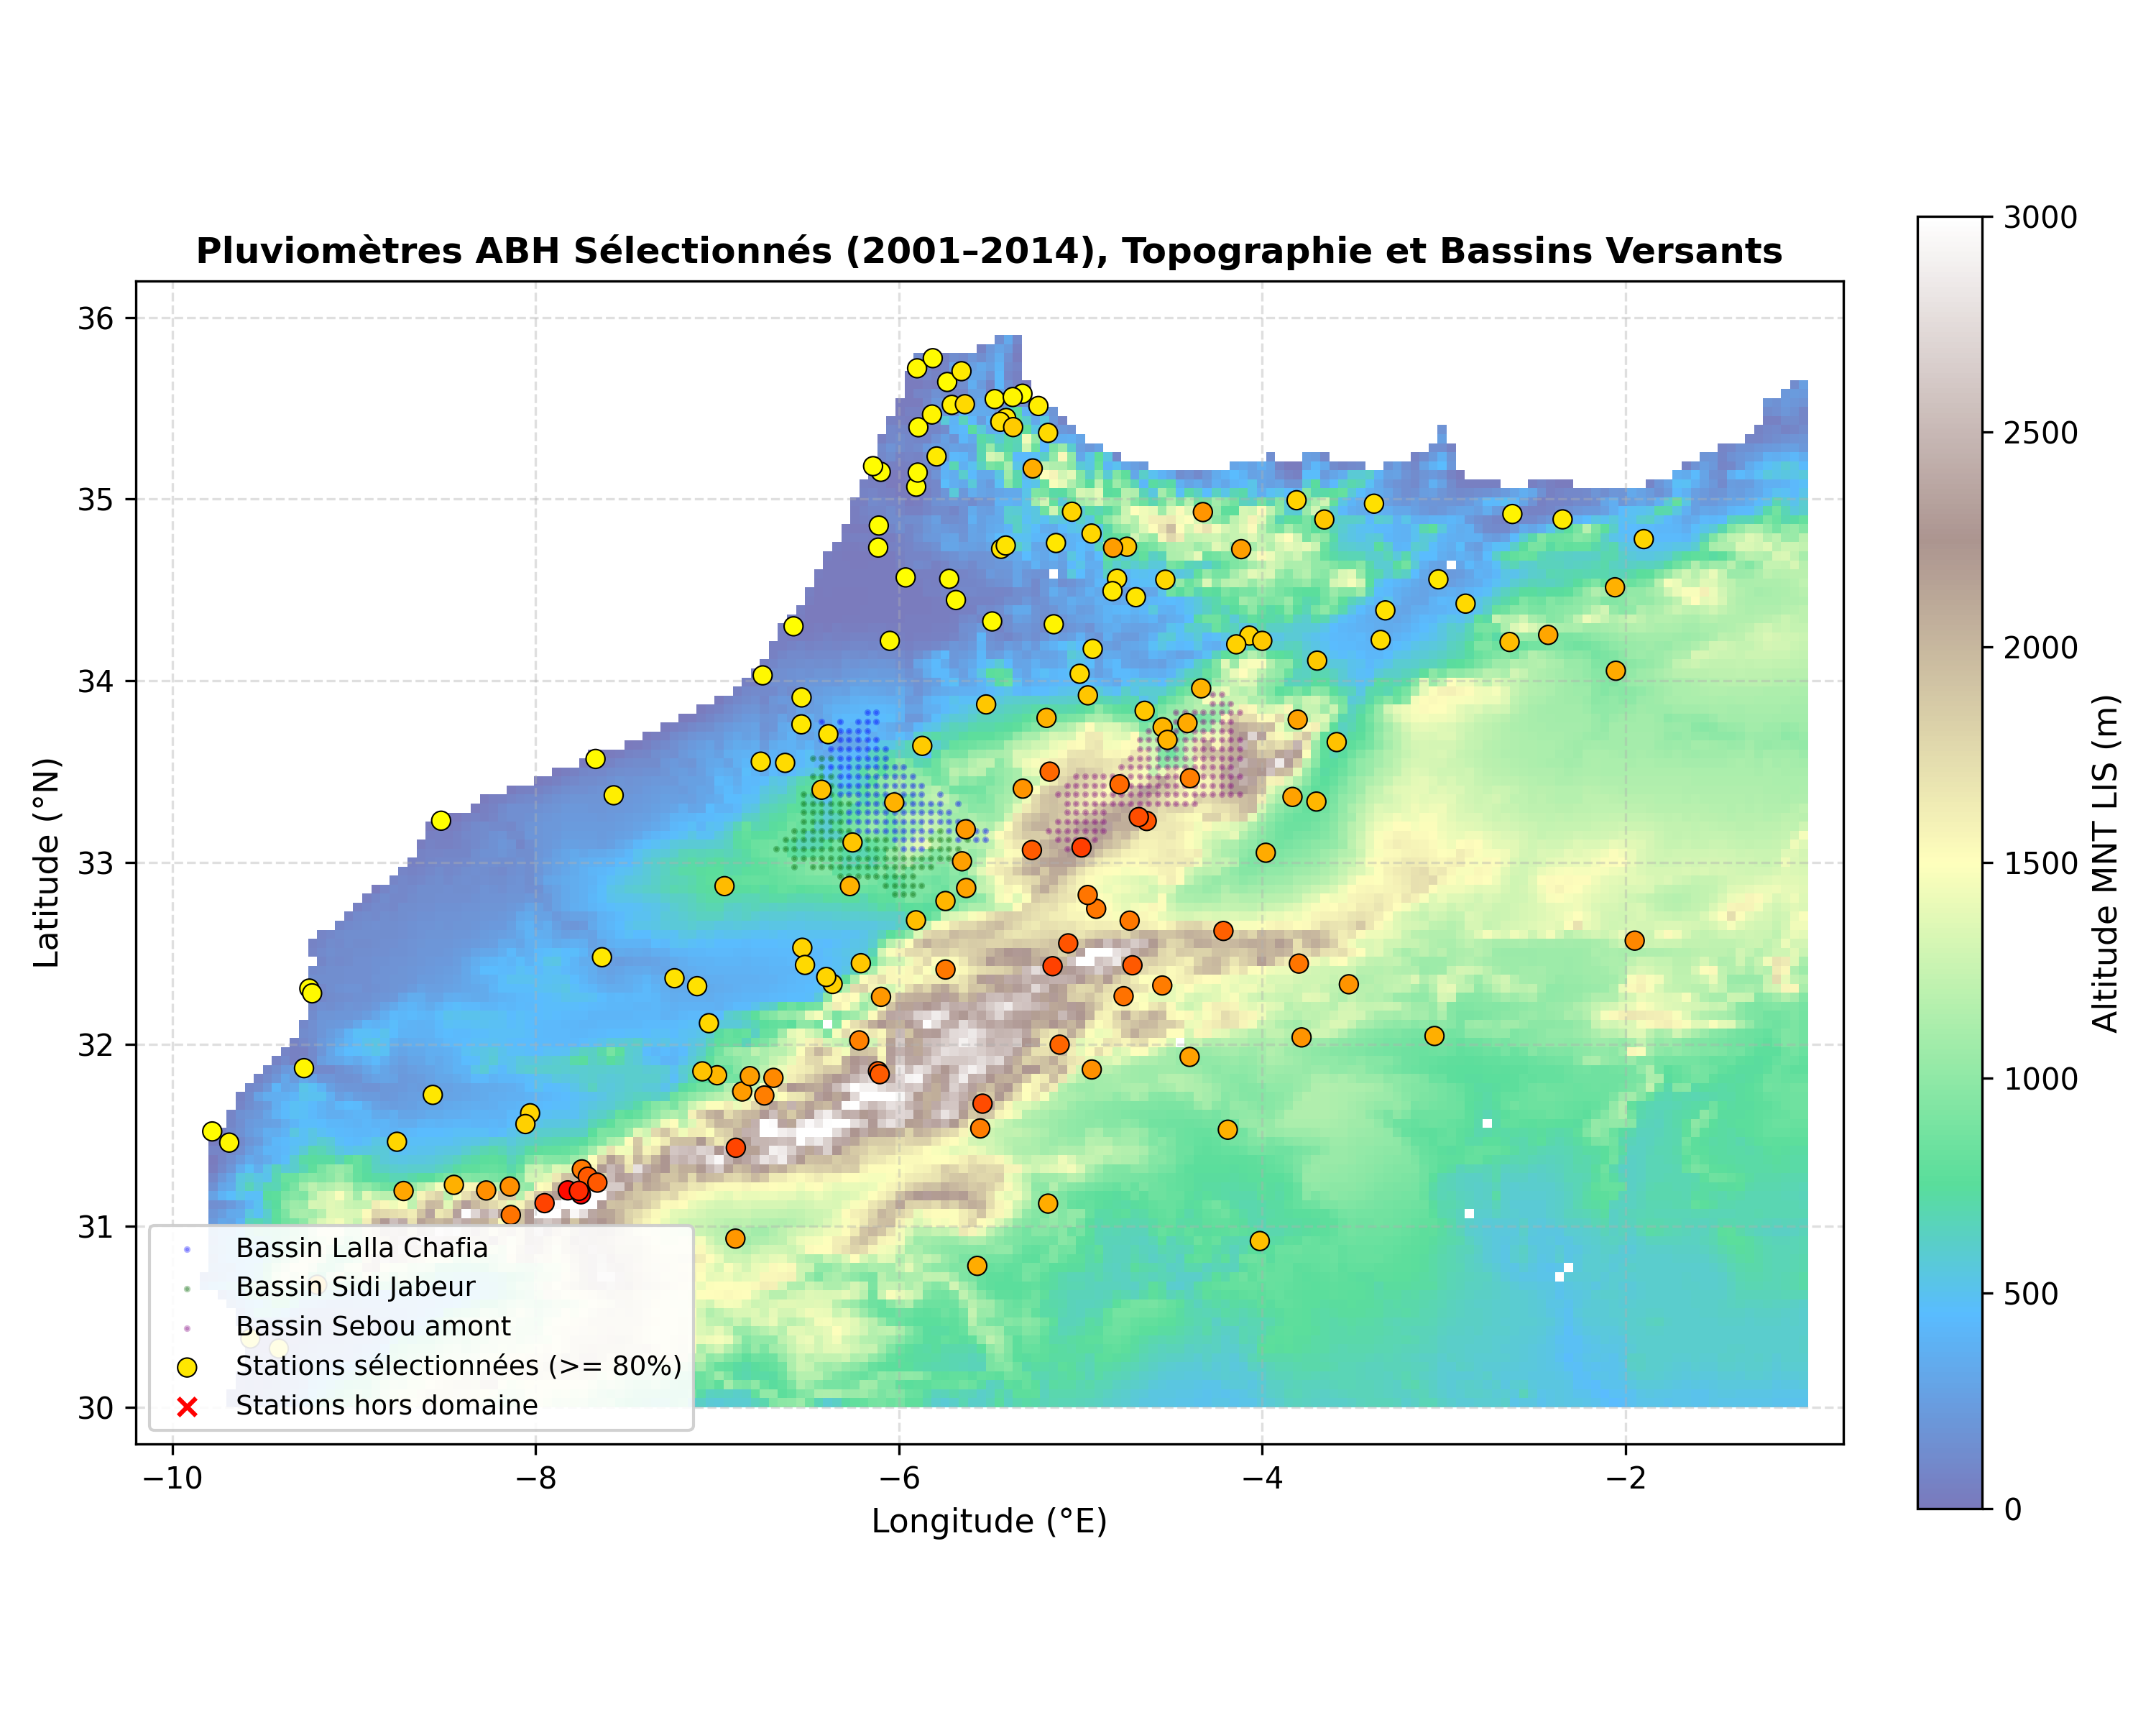 Pluviomètres ABH Sélectionnés (2001–2014), Topographie et Bassins Versants
36
35
34
33
32
31
30
Latitude (°N)
−10
−8
−6
−4
−2
Longitude (°E)
Bassin Lalla Chafia
Bassin Sidi Jabeur
Bassin Sebou amont
Stations sélectionnées (>= 80%)
Stations hors domaine
3000
2500
2000
1500
1000
500
0
Altitude MNT LIS (m)